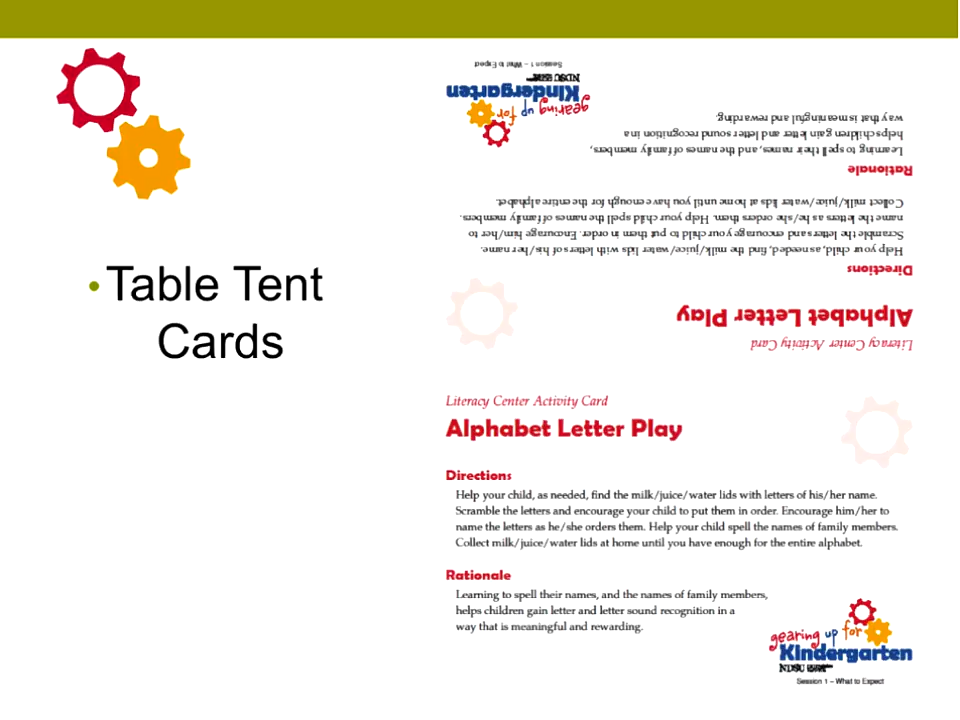 • Table Tent
Cards
Session 1 – What to Expect
NDSU
gearing up for
Kindergarten
Learning to spell their names, and the names of family members,
helps children gain letter and letter sound recognition in a
way that is meaningful and rewarding.
Rationale
Help your child, as needed, find the milk/juice/water lids with letters of his/her name.
Scramble the letters and encourage your child to put them in order. Encourage him/her to
name the letters as he/she orders them. Help your child spell the names of family members.
Collect milk/juice/water lids at home until you have enough for the entire alphabet.
Directions
Alphabet Letter Play
Literacy Center Activity Card
Literacy Center Activity Card
Alphabet Letter Play
Directions
Help your child, as needed, find the milk/juice/water lids with letters of his/her name.
Scramble the letters and encourage your child to put them in order. Encourage him/her to
name the letters as he/she orders them. Help your child spell the names of family members.
Collect milk/juice/water lids at home until you have enough for the entire alphabet.
Rationale
Learning to spell their names, and the names of family members,
helps children gain letter and letter sound recognition in a
way that is meaningful and rewarding.
gearing up for
Kindergarten
NDSU
Session 1 – What to Expect